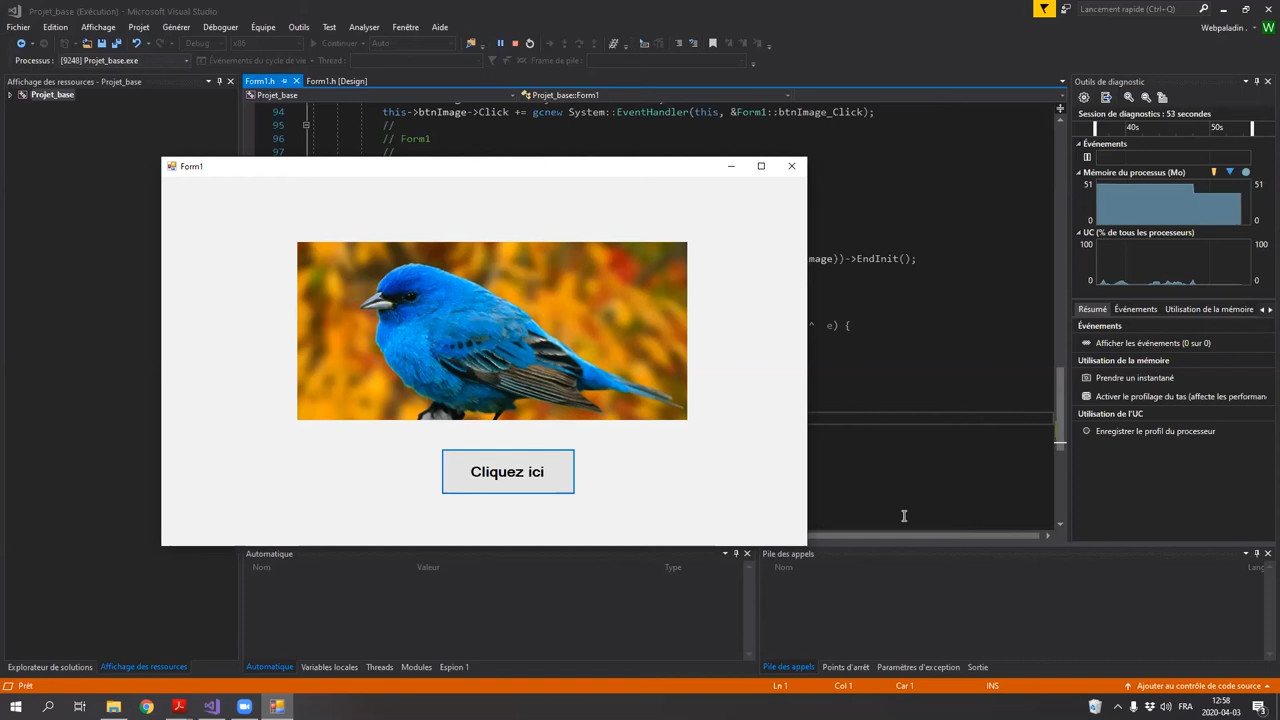 Projet_base (Exécution) - Microsoft Visual Studio
Lancement rapide (Ctrl+Q)
Fichier Edition Affichage Projet Générer Déboguer Équipe Outils Test Analyser Fenêtre Aide
Webpaladin . W
Debug x86 Continuer Auto
Processus : [9248] Projet_base.exe Événements du cycle de vie Thread : Frame de pile :
Affichage des ressources - Projet_base
Form1.h Form1.h [Design]
Outils de diagnostic
Projet_base
Projet_base Projet_base::Form1
94 this->btnImage->Click += gcnew System::EventHandler(this, &Form1::btnImage_Click);
95 //
96 // Form1
97 //
Session de diagnostic : 53 secondes
40s 50s
Événements
Mémoire du processus (Mo)
51 51
0 0
UC (% de tous les processeurs)
100 100
0 0
Form1
mage))->EndInit();
^ e) {
Cliquez ici
Résumé Événements Utilisation de la mémoire
Événements
Afficher les événements (0 sur 0)
Utilisation de la mémoire
Prendre un instantané
Activer le profilage du tas (affecte les performan
Utilisation de l'UC
Enregistrer le profil du processeur
Automatique
Nom Valeur Type
Pile des appels
Nom Lang
Explorateur de solutions Affichage des ressources
Automatique Variables locales Threads Modules Espion 1
Pile des appels Points d'arrêt Paramètres d'exception Sortie
Prêt Ln 1 Col 1 Car 1 INS Ajouter au contrôle de code source
FRA 12:58
2020-04-03